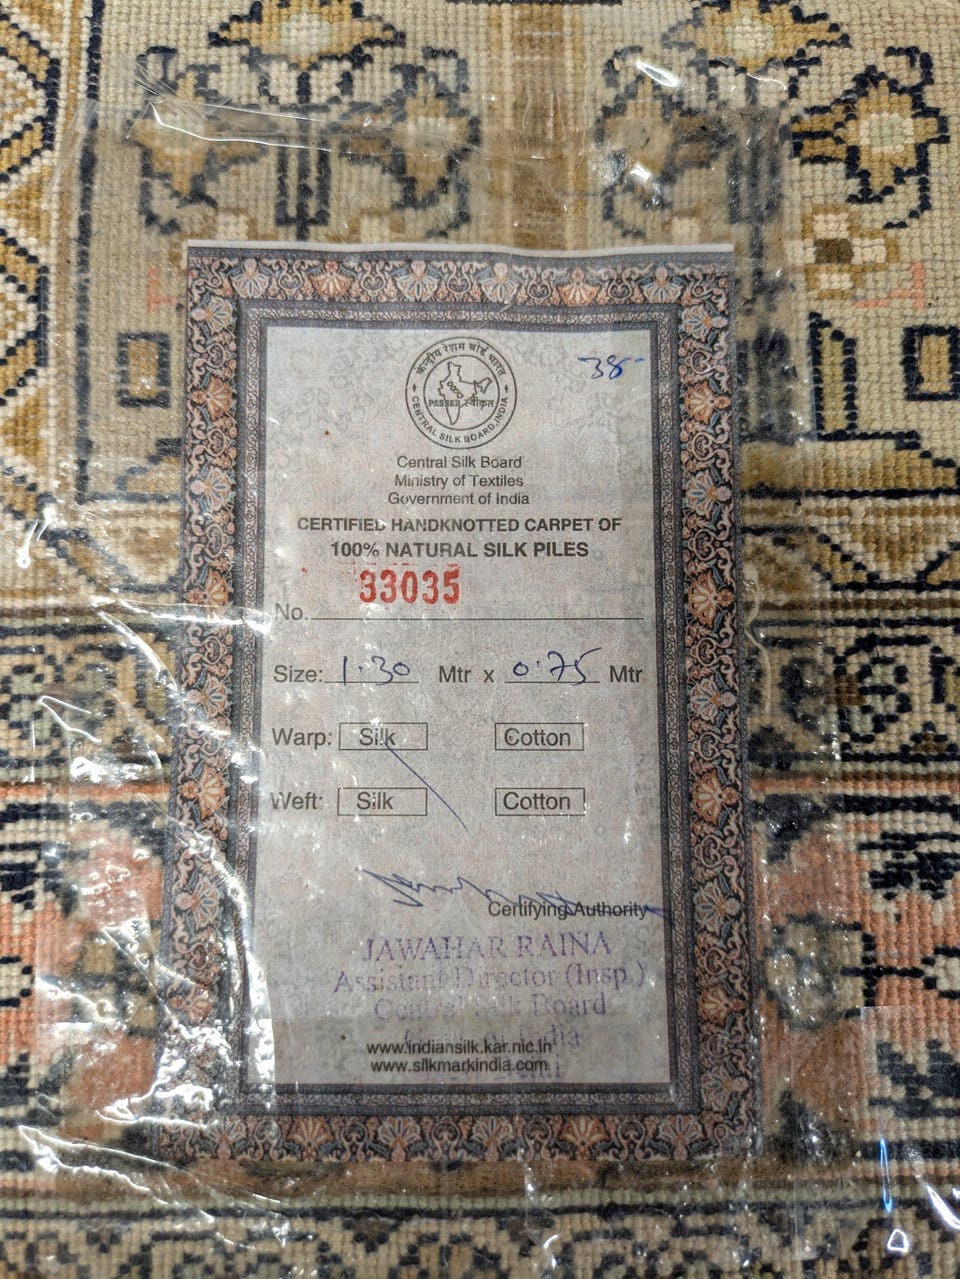 38-
केन्द्रीय रेशम बोर्ड भारत
PASSED स्वीकृत
CENTRAL SILK BOARD, INDIA
Central Silk Board
Ministry of Textiles
Government of India
CERTIFIED HANDKNOTTED CARPET OF
100% NATURAL SILK PILES
No. 33035
Size: 1.30 Mtr x 0.75 Mtr
Warp: Silk Cotton
Weft: Silk Cotton
Certifying Authority
JAWAHAR RAINA
Assistant Director (Insp.)
Central Silk Board
www.indiansilk.kar.nic.in
www.silkmarkindia.com